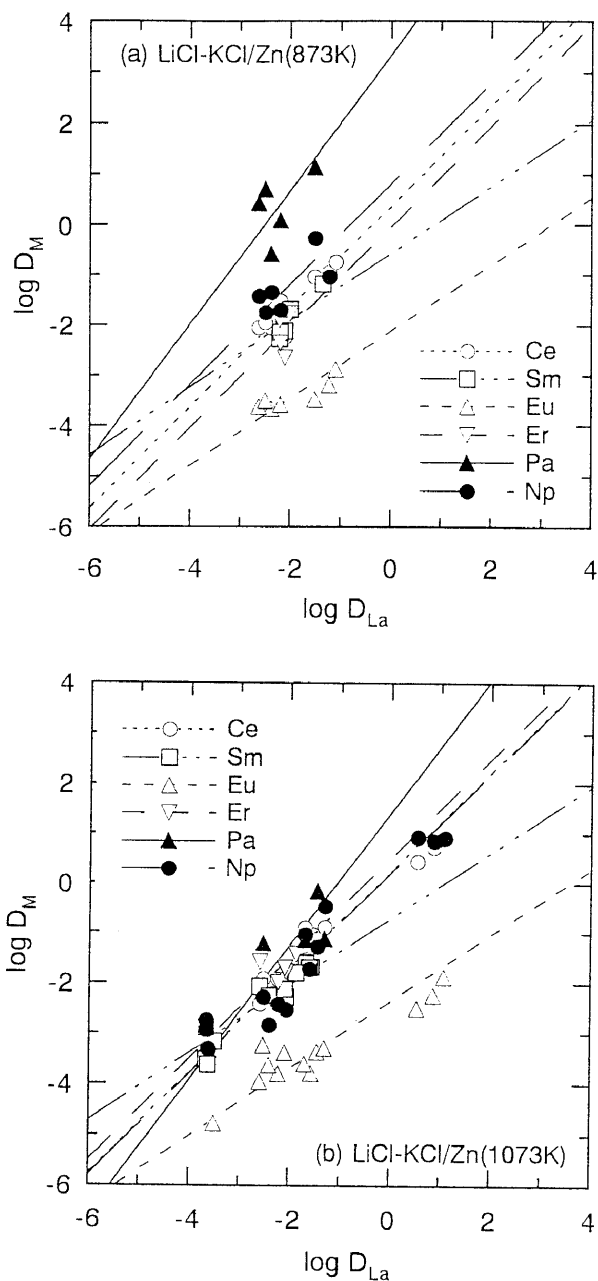 4
(a) LiCl-KCl/Zn(873K)
2
0
-2
-4
-6
log D_M
Ce
Sm
Eu
Er
Pa
Np
-6 -4 -2 0 2 4
log D_La
4
Ce
Sm
Eu
Er
Pa
Np
2
0
-2
-4
-6
log D_M
(b) LiCl-KCl/Zn(1073K)
-6 -4 -2 0 2 4
log D_La